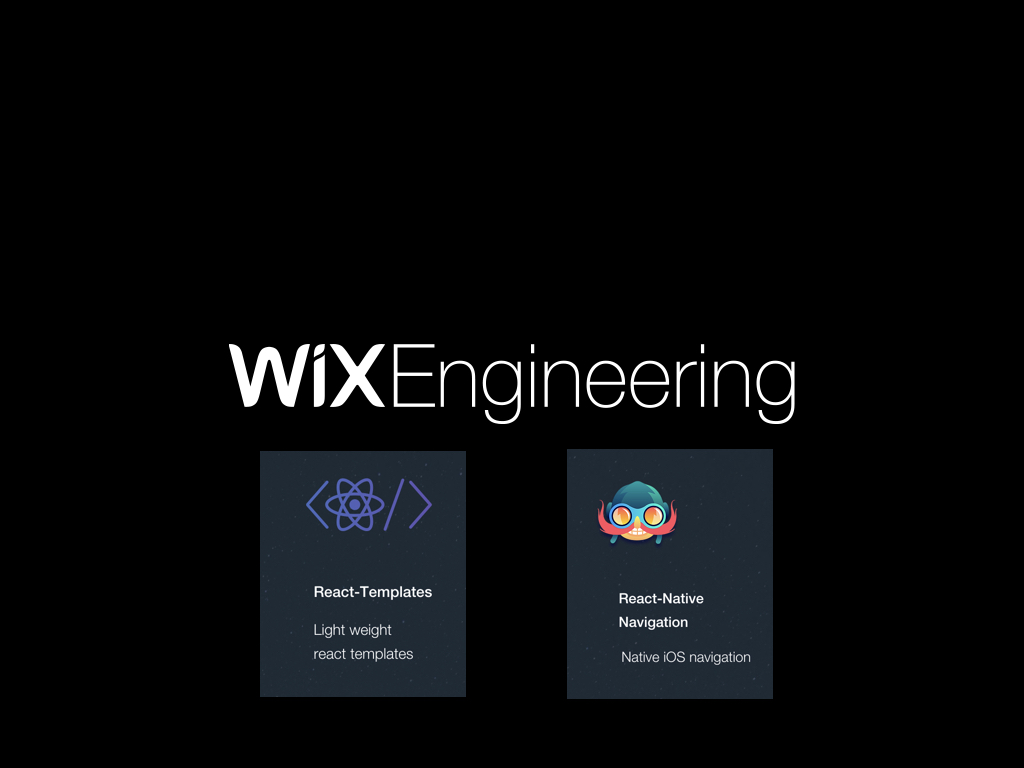 WiXEngineering
React-Templates
Light weight
react templates
React-Native
Navigation
Native iOS navigation